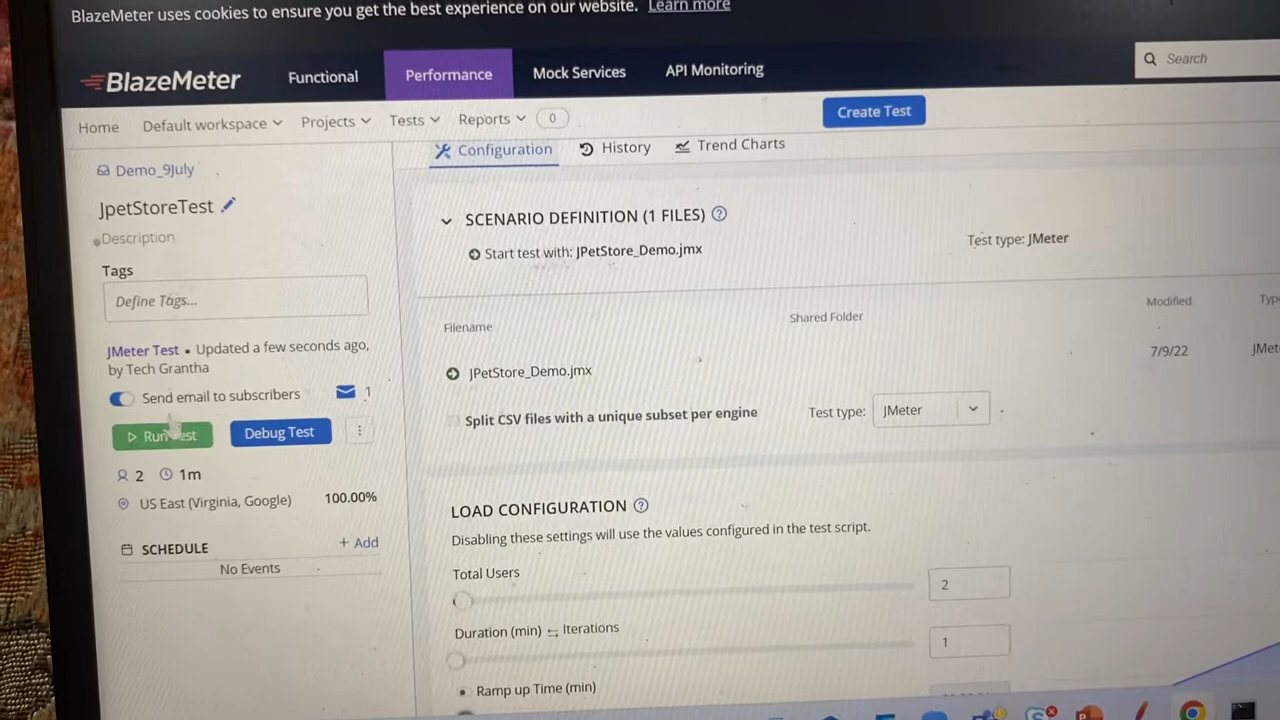 BlazeMeter uses cookies to ensure you get the best experience on our website. Learn more
BlazeMeter Functional Performance Mock Services API Monitoring Search
Home Default workspace Projects Tests Reports 0 Create Test
Demo_9July
JpetStoreTest
Description
Tags
Define Tags...
JMeter Test • Updated a few seconds ago,
by Tech Grantha
Send email to subscribers 1
Run Test Debug Test
2 1m
US East (Virginia, Google) 100.00%
SCHEDULE + Add
No Events
Configuration History Trend Charts
SCENARIO DEFINITION (1 FILES)
Start test with: JPetStore_Demo.jmx Test type: JMeter
Filename Shared Folder Modified
JPetStore_Demo.jmx 7/9/22
Split CSV files with a unique subset per engine Test type: JMeter
LOAD CONFIGURATION
Disabling these settings will use the values configured in the test script.
Total Users 2
Duration (min) Iterations 1
Ramp up Time (min)